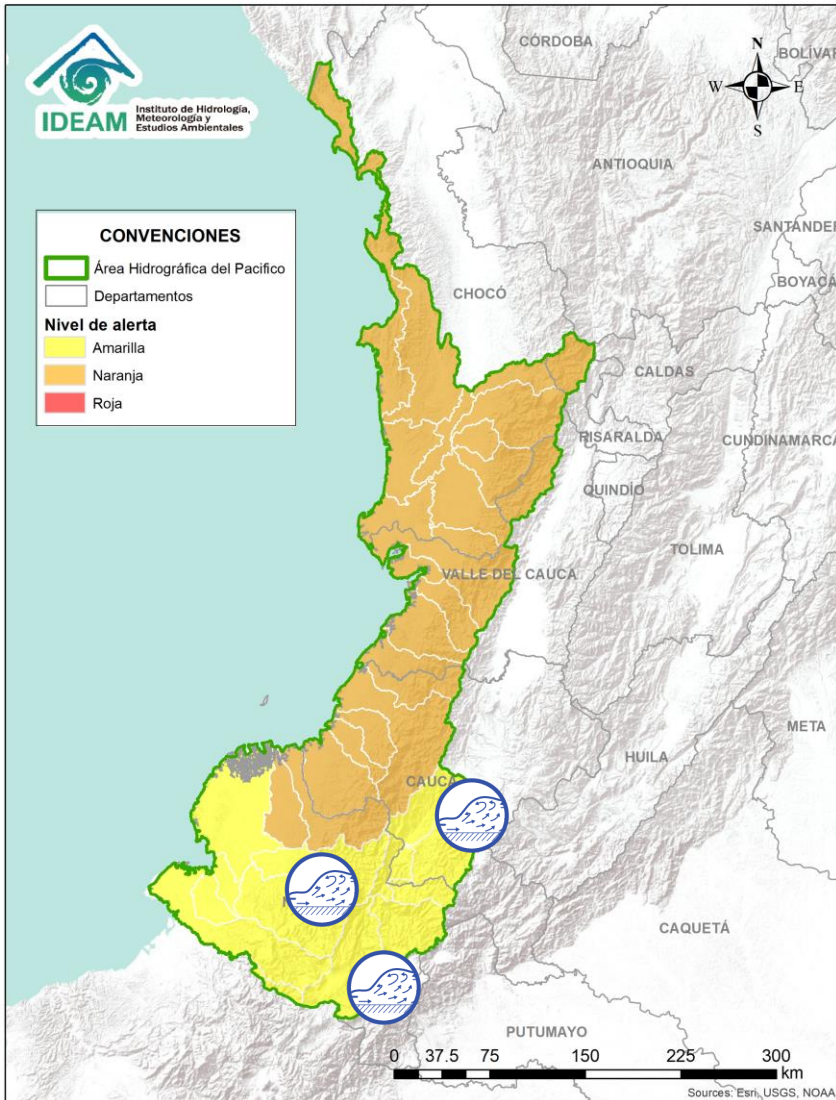 IDEAM
Instituto de Hidrología,
Meteorología y
Estudios Ambientales
CÓRDOBA
BOLÍVAR
N
W
E
S
ANTIOQUIA
SANTANDER
BOYACÁ
CONVENCIONES
Área Hidrográfica del Pacifico
Departamentos
Nivel de alerta
Amarilla
Naranja
Roja
CHOCÓ
CALDAS
RISARALDA
CUNDINAMARCA
QUINDÍO
TOLIMA
VALLE DEL CAUCA
META
HUILA
CAUCA
CAQUETÁ
PUTUMAYO
0 37.5 75 150 225 300
km
Sources: Esri, USGS, NOAA